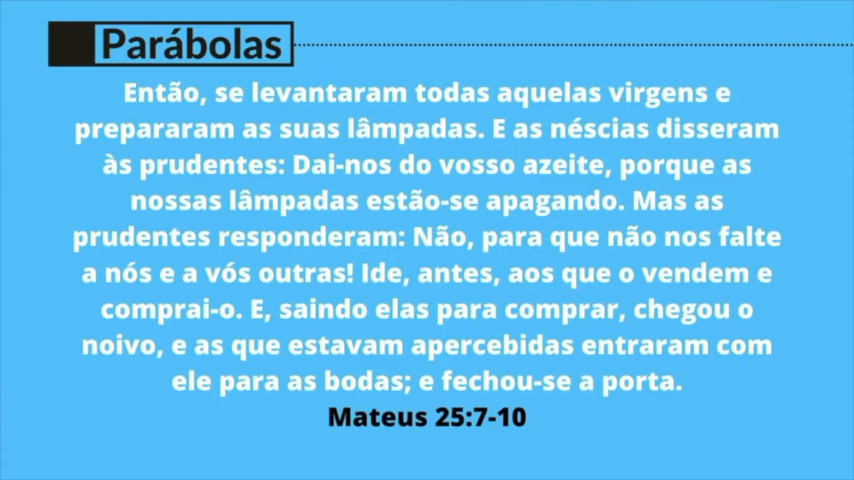 Parábolas
Então, se levantaram todas aquelas virgens e
prepararam as suas lâmpadas. E as néscias disseram
às prudentes: Dai-nos do vosso azeite, porque as
nossas lâmpadas estão-se apagando. Mas as
prudentes responderam: Não, para que não nos falte
a nós e a vós outras! Ide, antes, aos que o vendem e
comprai-o. E, saindo elas para comprar, chegou o
noivo, e as que estavam apercebidas entraram com
ele para as bodas; e fechou-se a porta.
Mateus 25:7-10